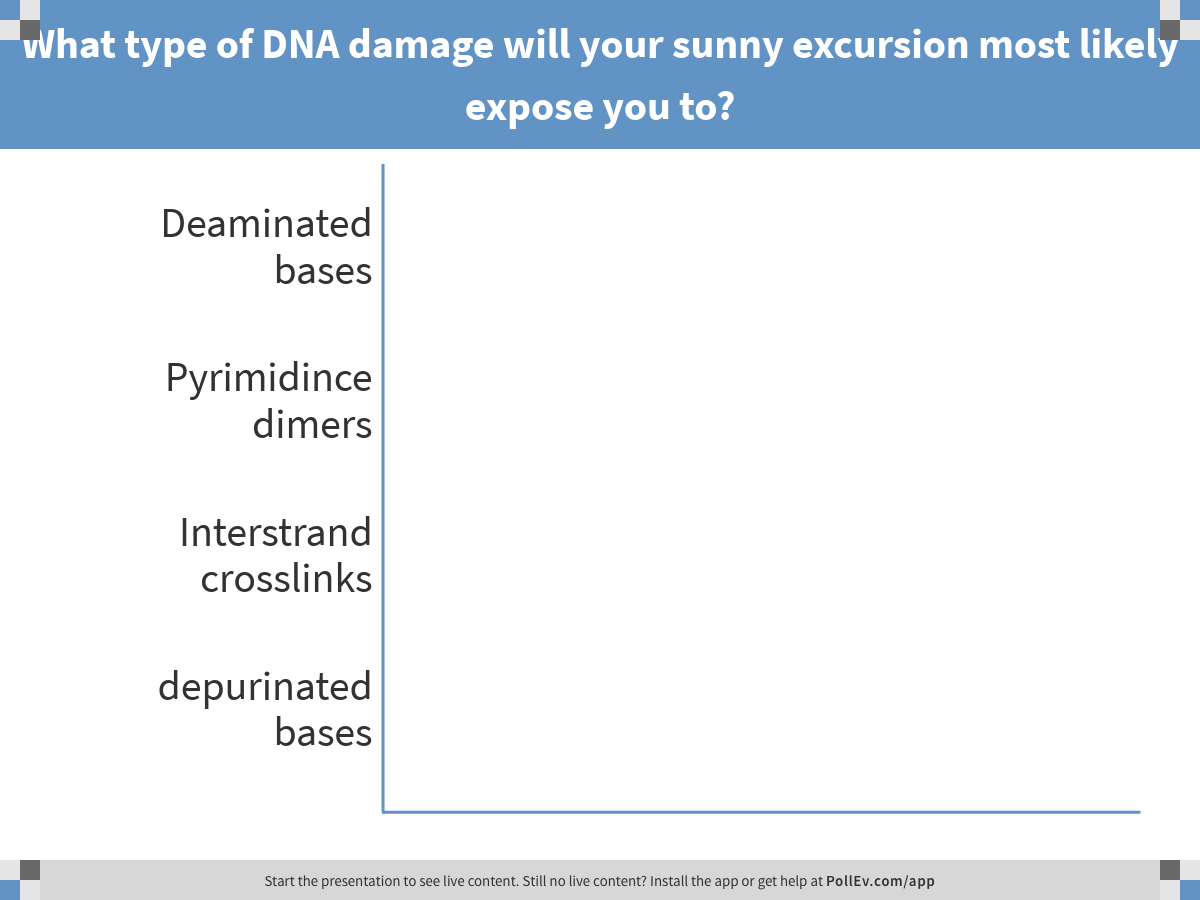 What type of DNA damage will your sunny excursion most likely
expose you to?
Deaminated
bases
Pyrimidince
dimers
Interstrand
crosslinks
depurinated
bases
Start the presentation to see live content. Still no live content? Install the app or get help at PollEv.com/app